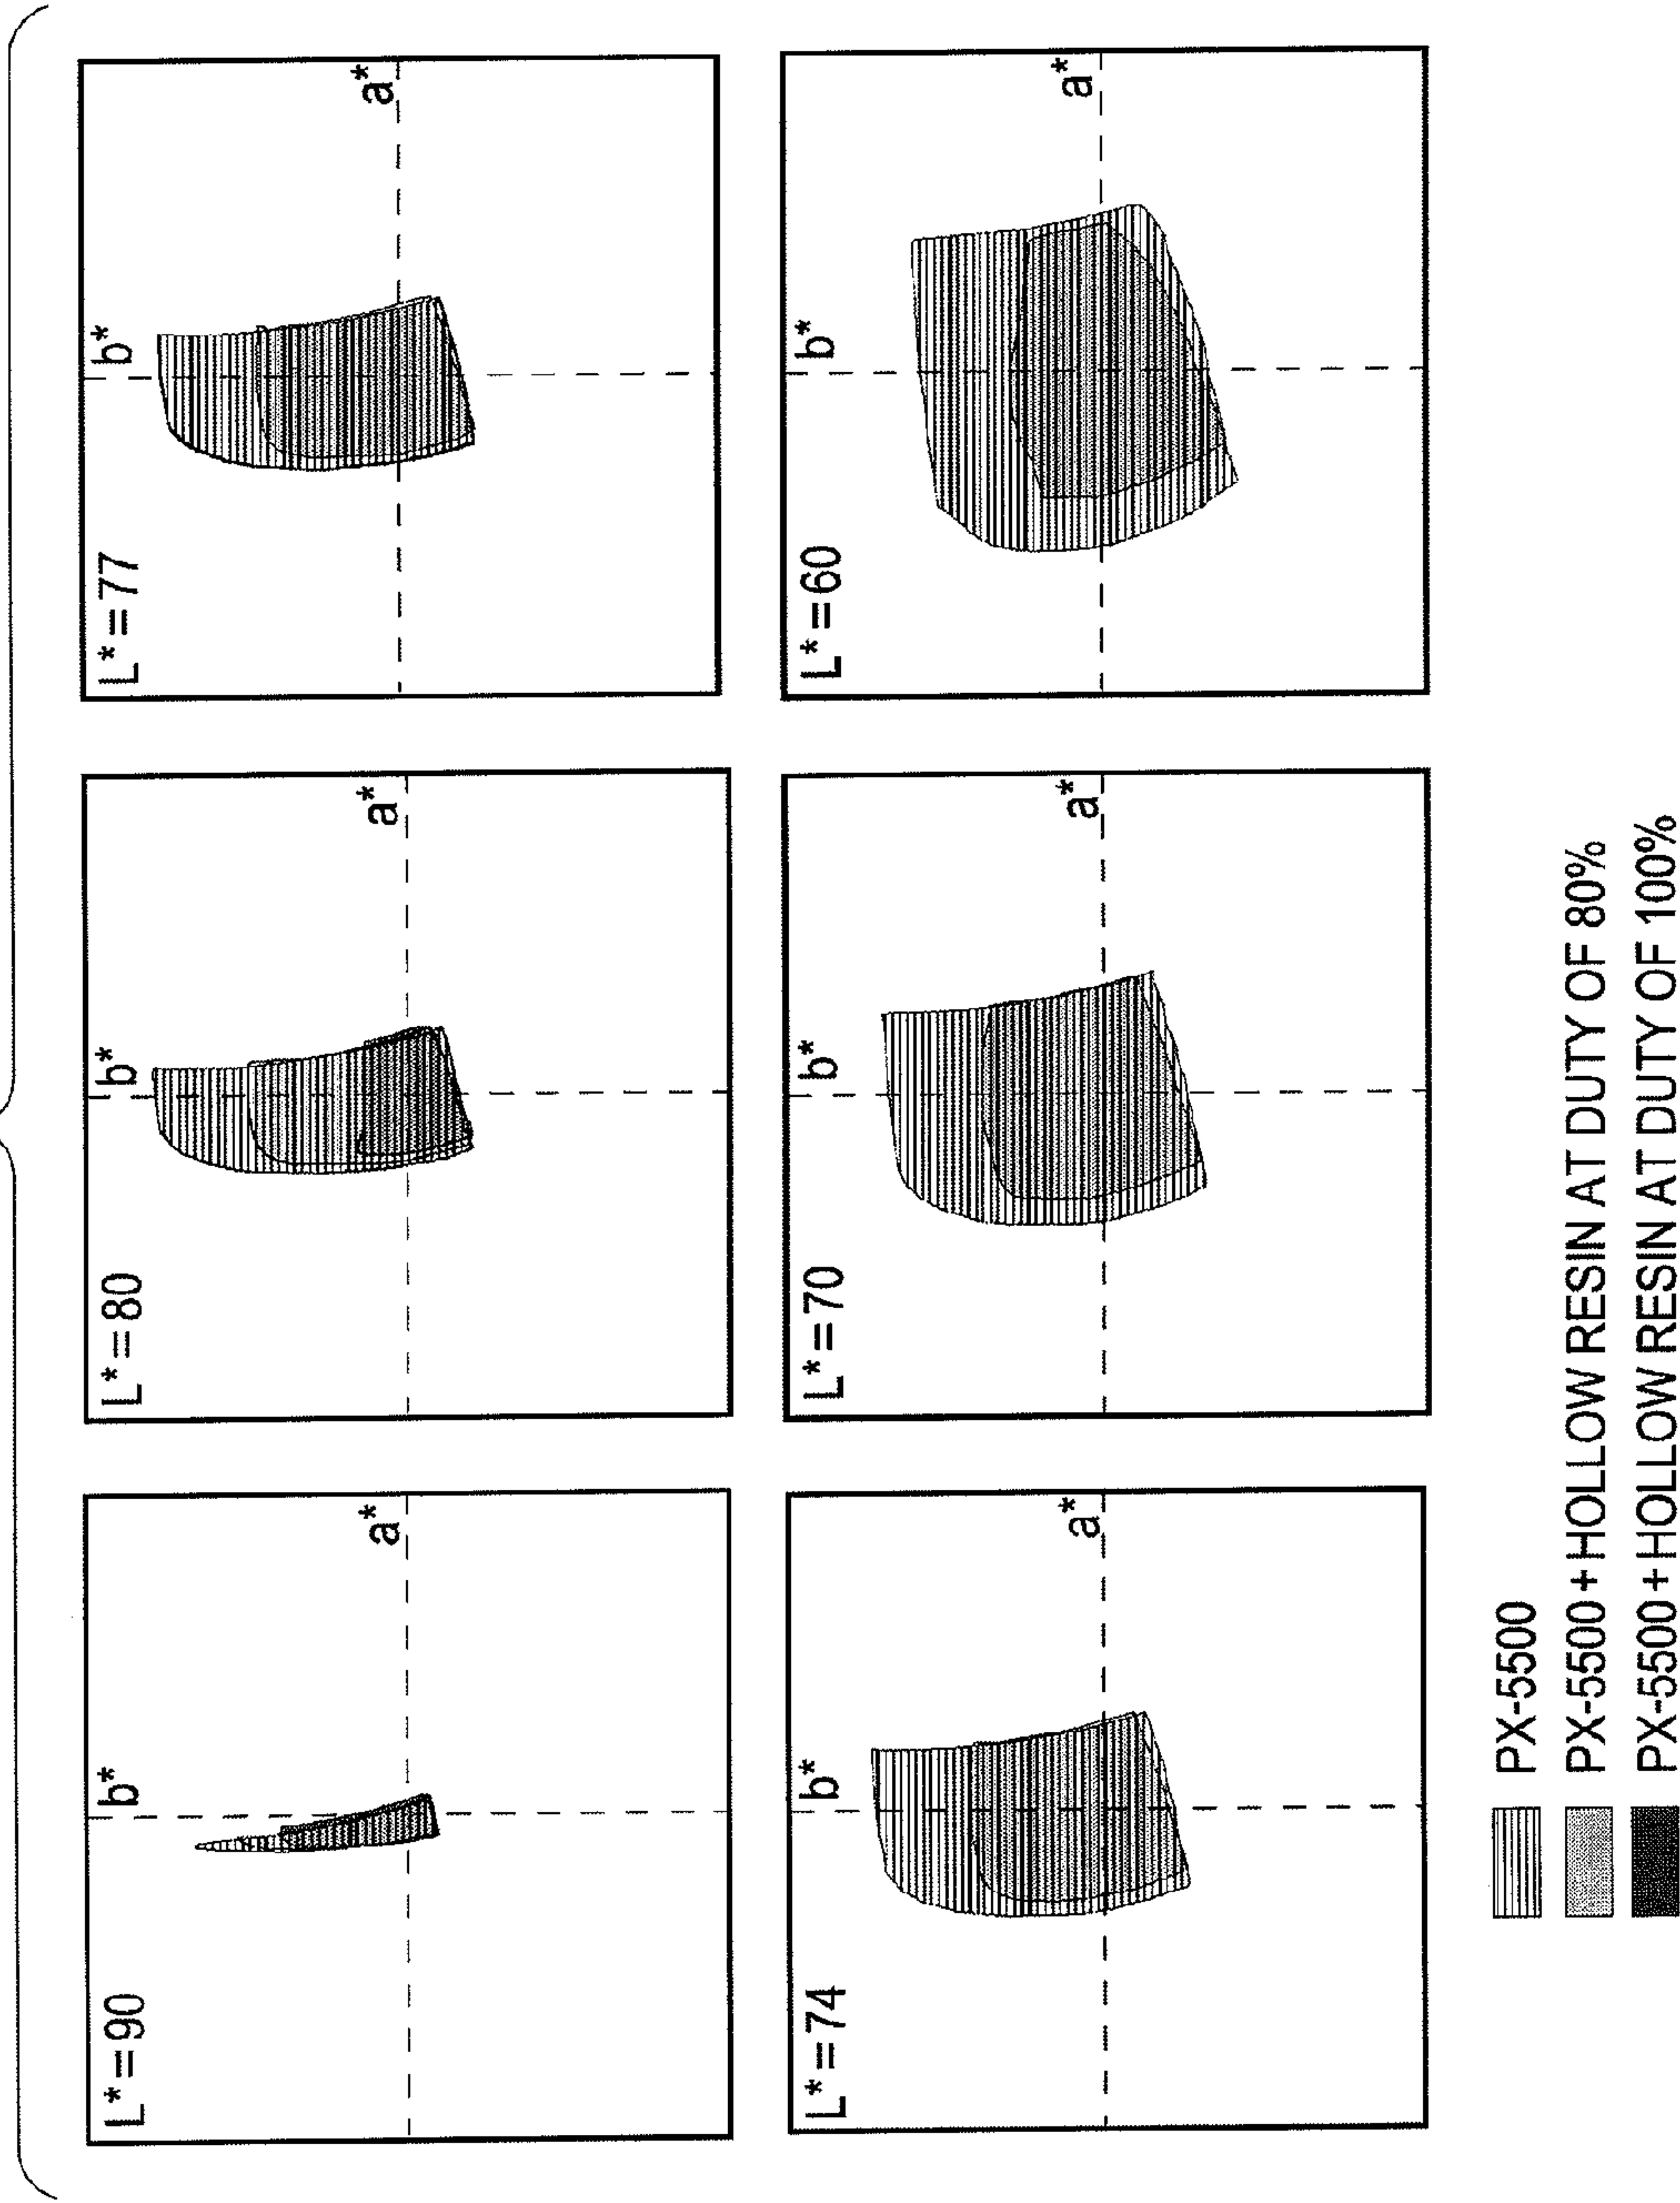 L*=90
b*
a*
L*=80
b*
a*
L*=77
b*
a*
L*=74
b*
a*
L*=70
b*
a*
L*=60
b*
a*
PX-5500
PX-5500+HOLLOW RESIN AT DUTY OF 80%
PX-5500+HOLLOW RESIN AT DUTY OF 100%